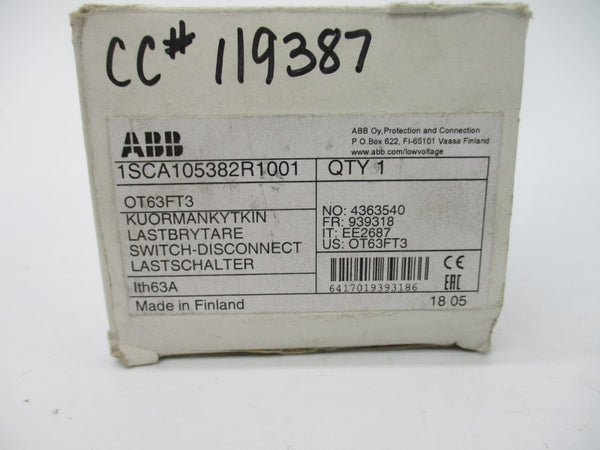 CC# 119387
ABB
ABB Oy, Protection and Connection
P.O.Box 622, FI-65101 Vaasa Finland
www.abb.com/lowvoltage
1SCA105382R1001
QTY 1
OT63FT3
KUORMANKYTKIN
LASTBRYTARE
SWITCH-DISCONNECT
LASTSCHALTER
NO: 4363540
FR: 939318
IT: EE2687
US: OT63FT3
Ith63A
6417019393186
CE
EAC
Made in Finland
18 05